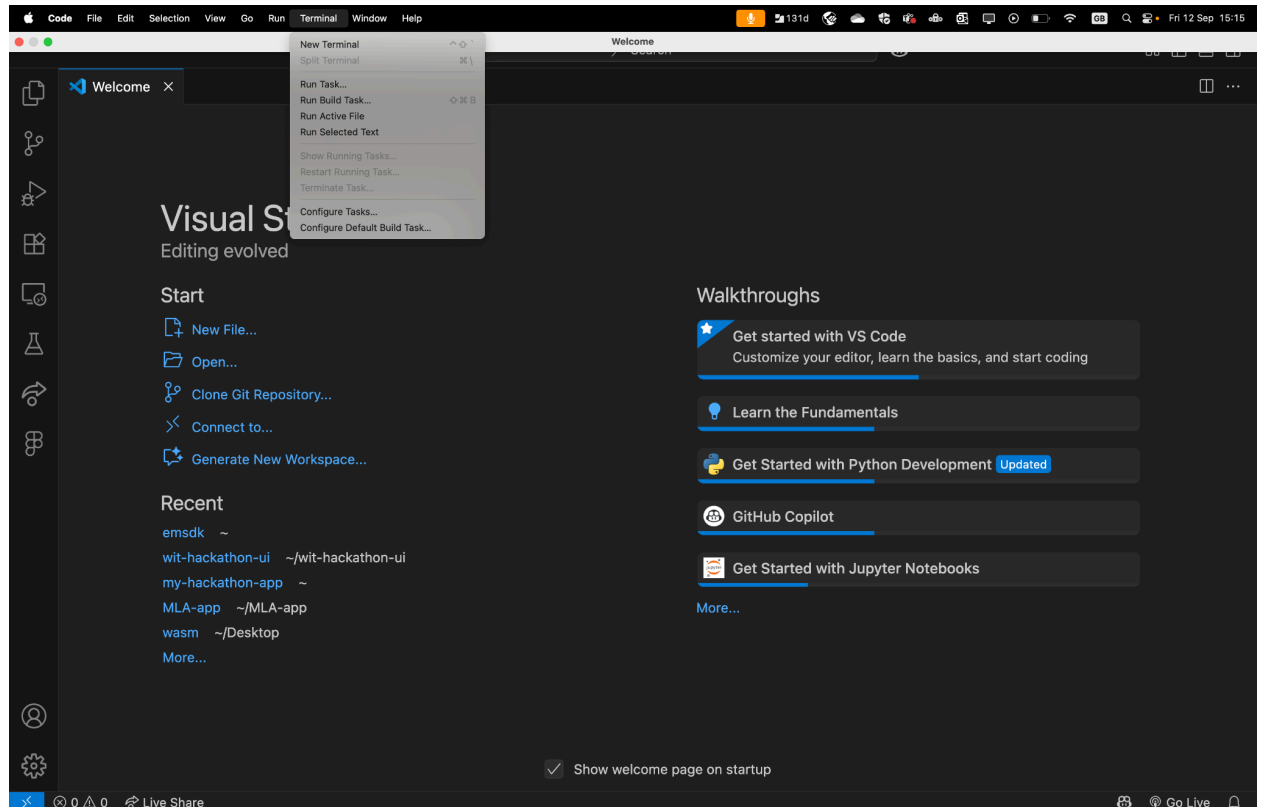 Code File Edit Selection View Go Run Terminal Window Help 131d GB Fri 12 Sep 15:15
Welcome
Search
Welcome
New Terminal ^⇧`
Split Terminal ⌘\
Run Task...
Run Build Task... ⇧⌘B
Run Active File
Run Selected Text
Show Running Tasks...
Restart Running Task...
Terminate Task...
Configure Tasks...
Configure Default Build Task...
Visual St
Editing evolved
Start
New File...
Open...
Clone Git Repository...
Connect to...
Generate New Workspace...
Recent
emsdk ~
wit-hackathon-ui ~/wit-hackathon-ui
my-hackathon-app ~
MLA-app ~/MLA-app
wasm ~/Desktop
More...
Walkthroughs
Get started with VS Code
Customize your editor, learn the basics, and start coding
Learn the Fundamentals
Get Started with Python Development Updated
GitHub Copilot
Get Started with Jupyter Notebooks
More...
Show welcome page on startup
0 0 Live Share Go Live